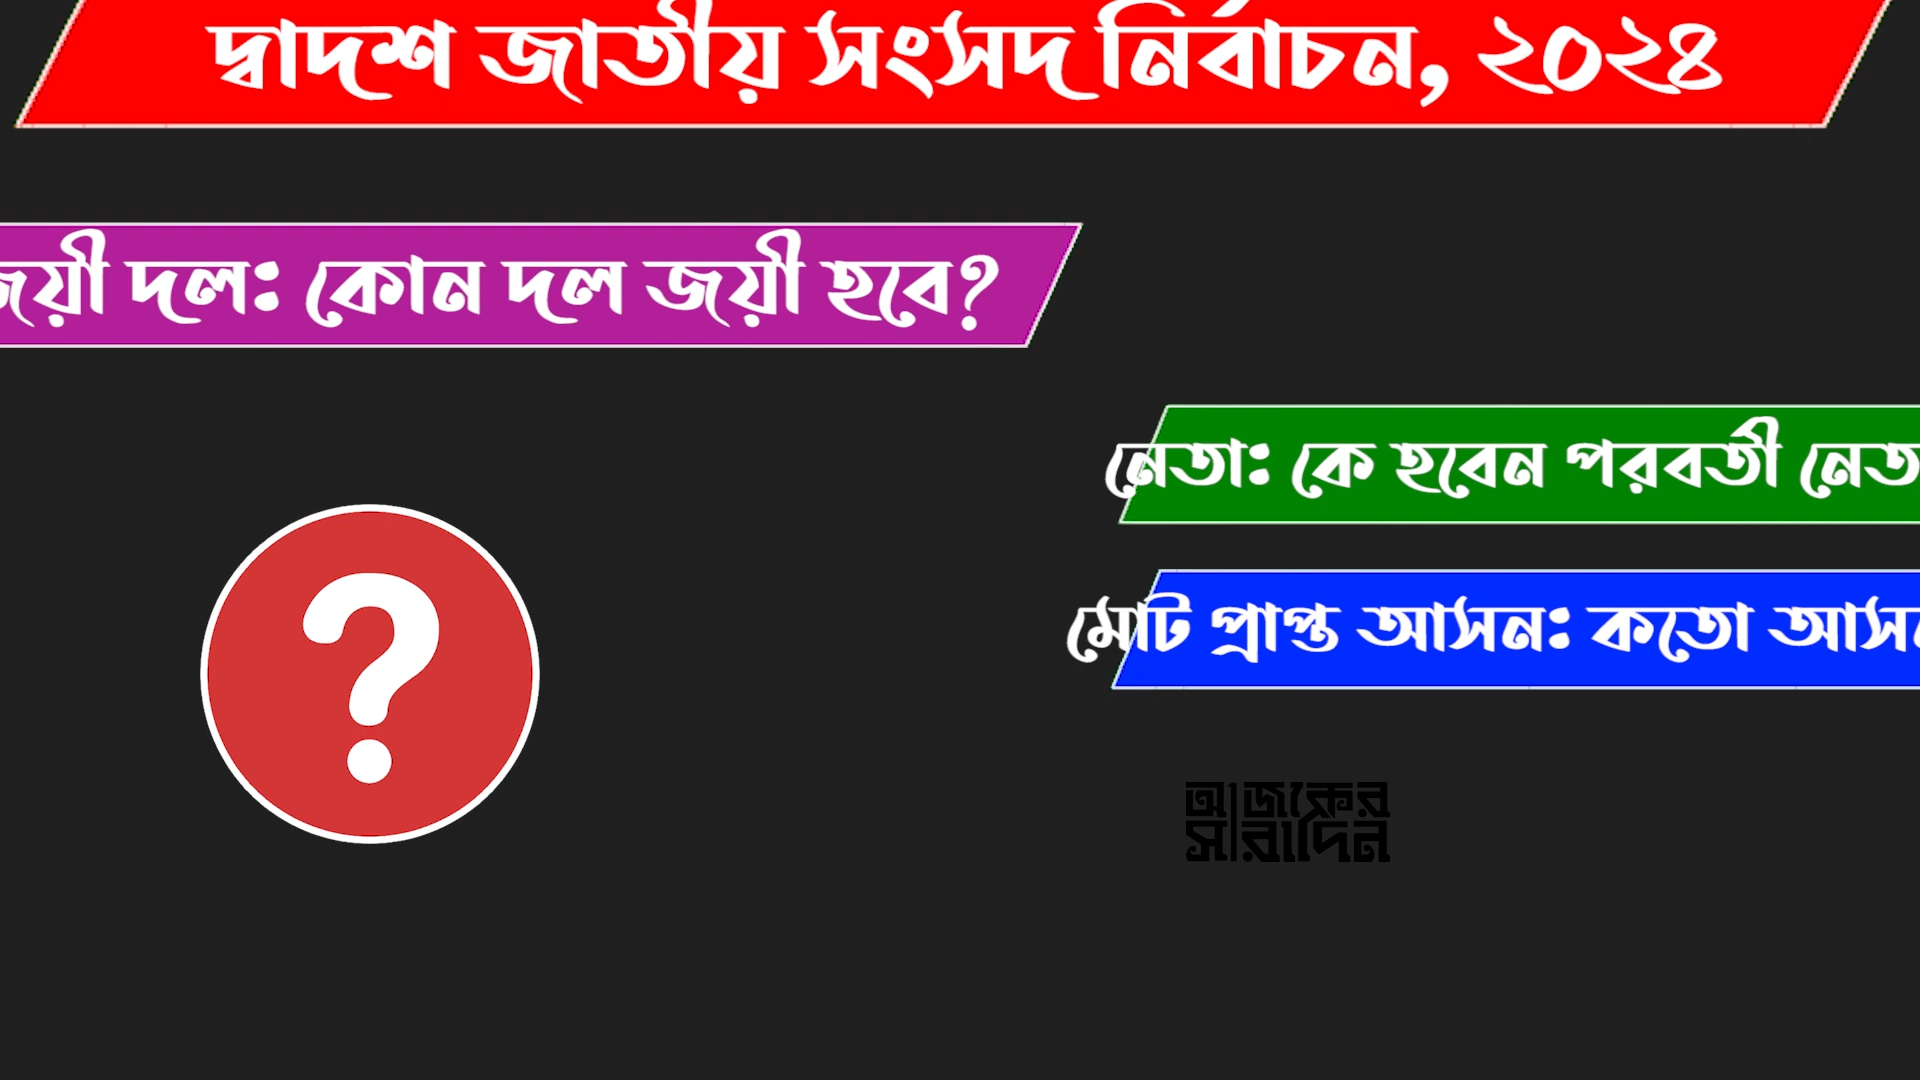 দ্বাদশ জাতীয় সংসদ নির্বাচন, ২০২৪
জয়ী দল: কোন দল জয়ী হবে?
নেতা: কে হবেন পরবর্তী
মোট প্রাপ্ত আসন: কতো
আজকের
সারাদিন